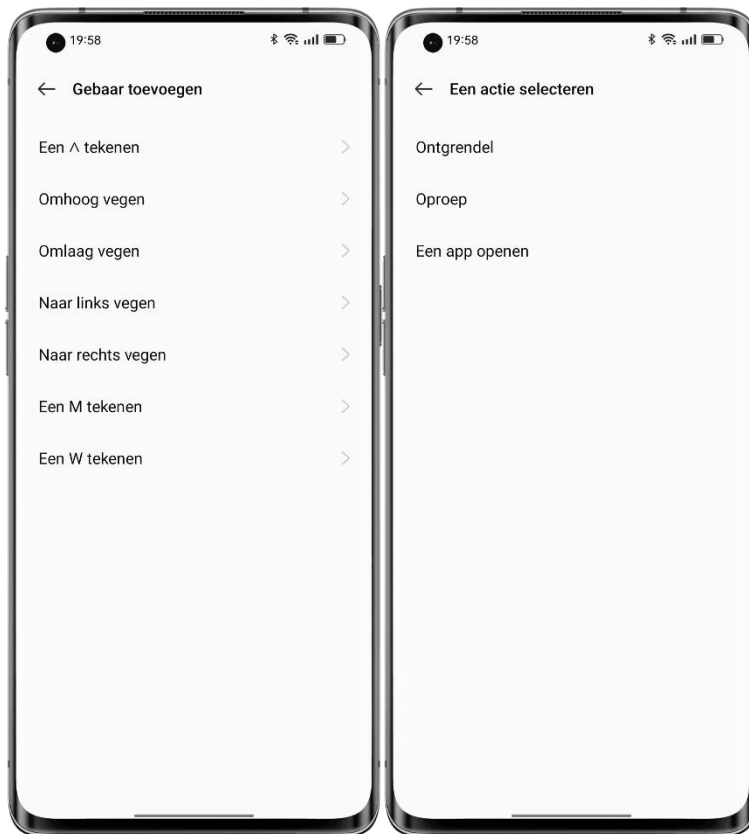 19:58
Gebaar toevoegen
Een ∧ tekenen
Omhoog vegen
Omlaag vegen
Naar links vegen
Naar rechts vegen
Een M tekenen
Een W tekenen
19:58
Een actie selecteren
Ontgrendel
Oproep
Een app openen